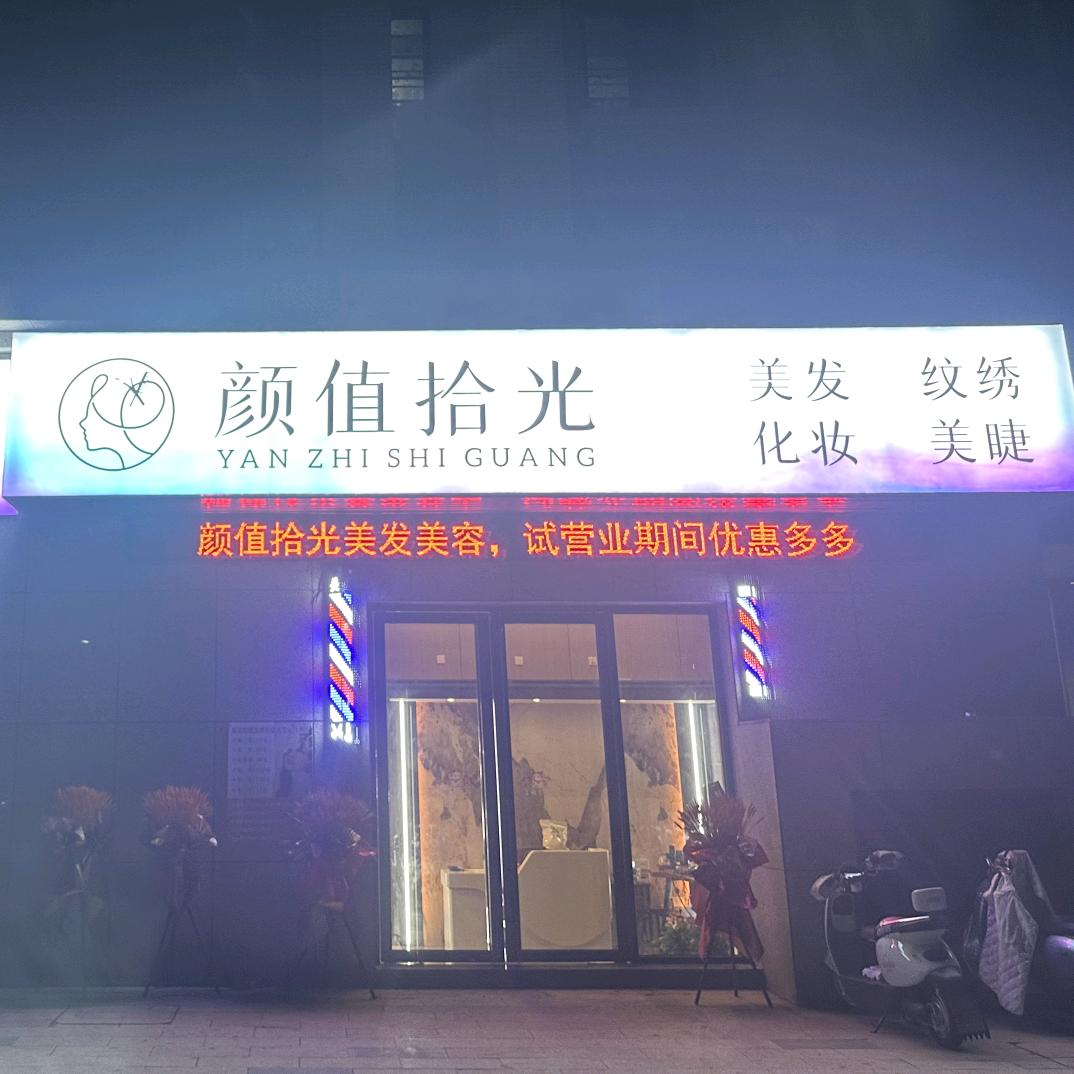 颜值拾光
YAN ZHI SHI GUANG
美发 纹绣
化妆 美睫
颜值拾光美发美容，试营业期间优惠多多